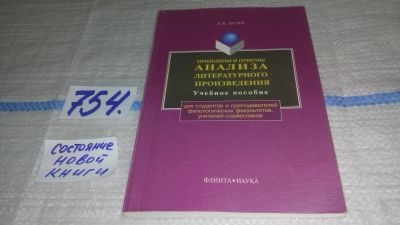 А.Б. ЕСИН
ПРИНЦИПЫ И ПРИЕМЫ
АНАЛИЗА
ЛИТЕРАТУРНОГО
ПРОИЗВЕДЕНИЯ
Учебное пособие
для студентов и преподавателей
филологических факультетов,
учителей-словесников
ФЛИНТА•НАУКА
754.
СОСТОЯНИЕ
НОВОЙ
КНИГИ